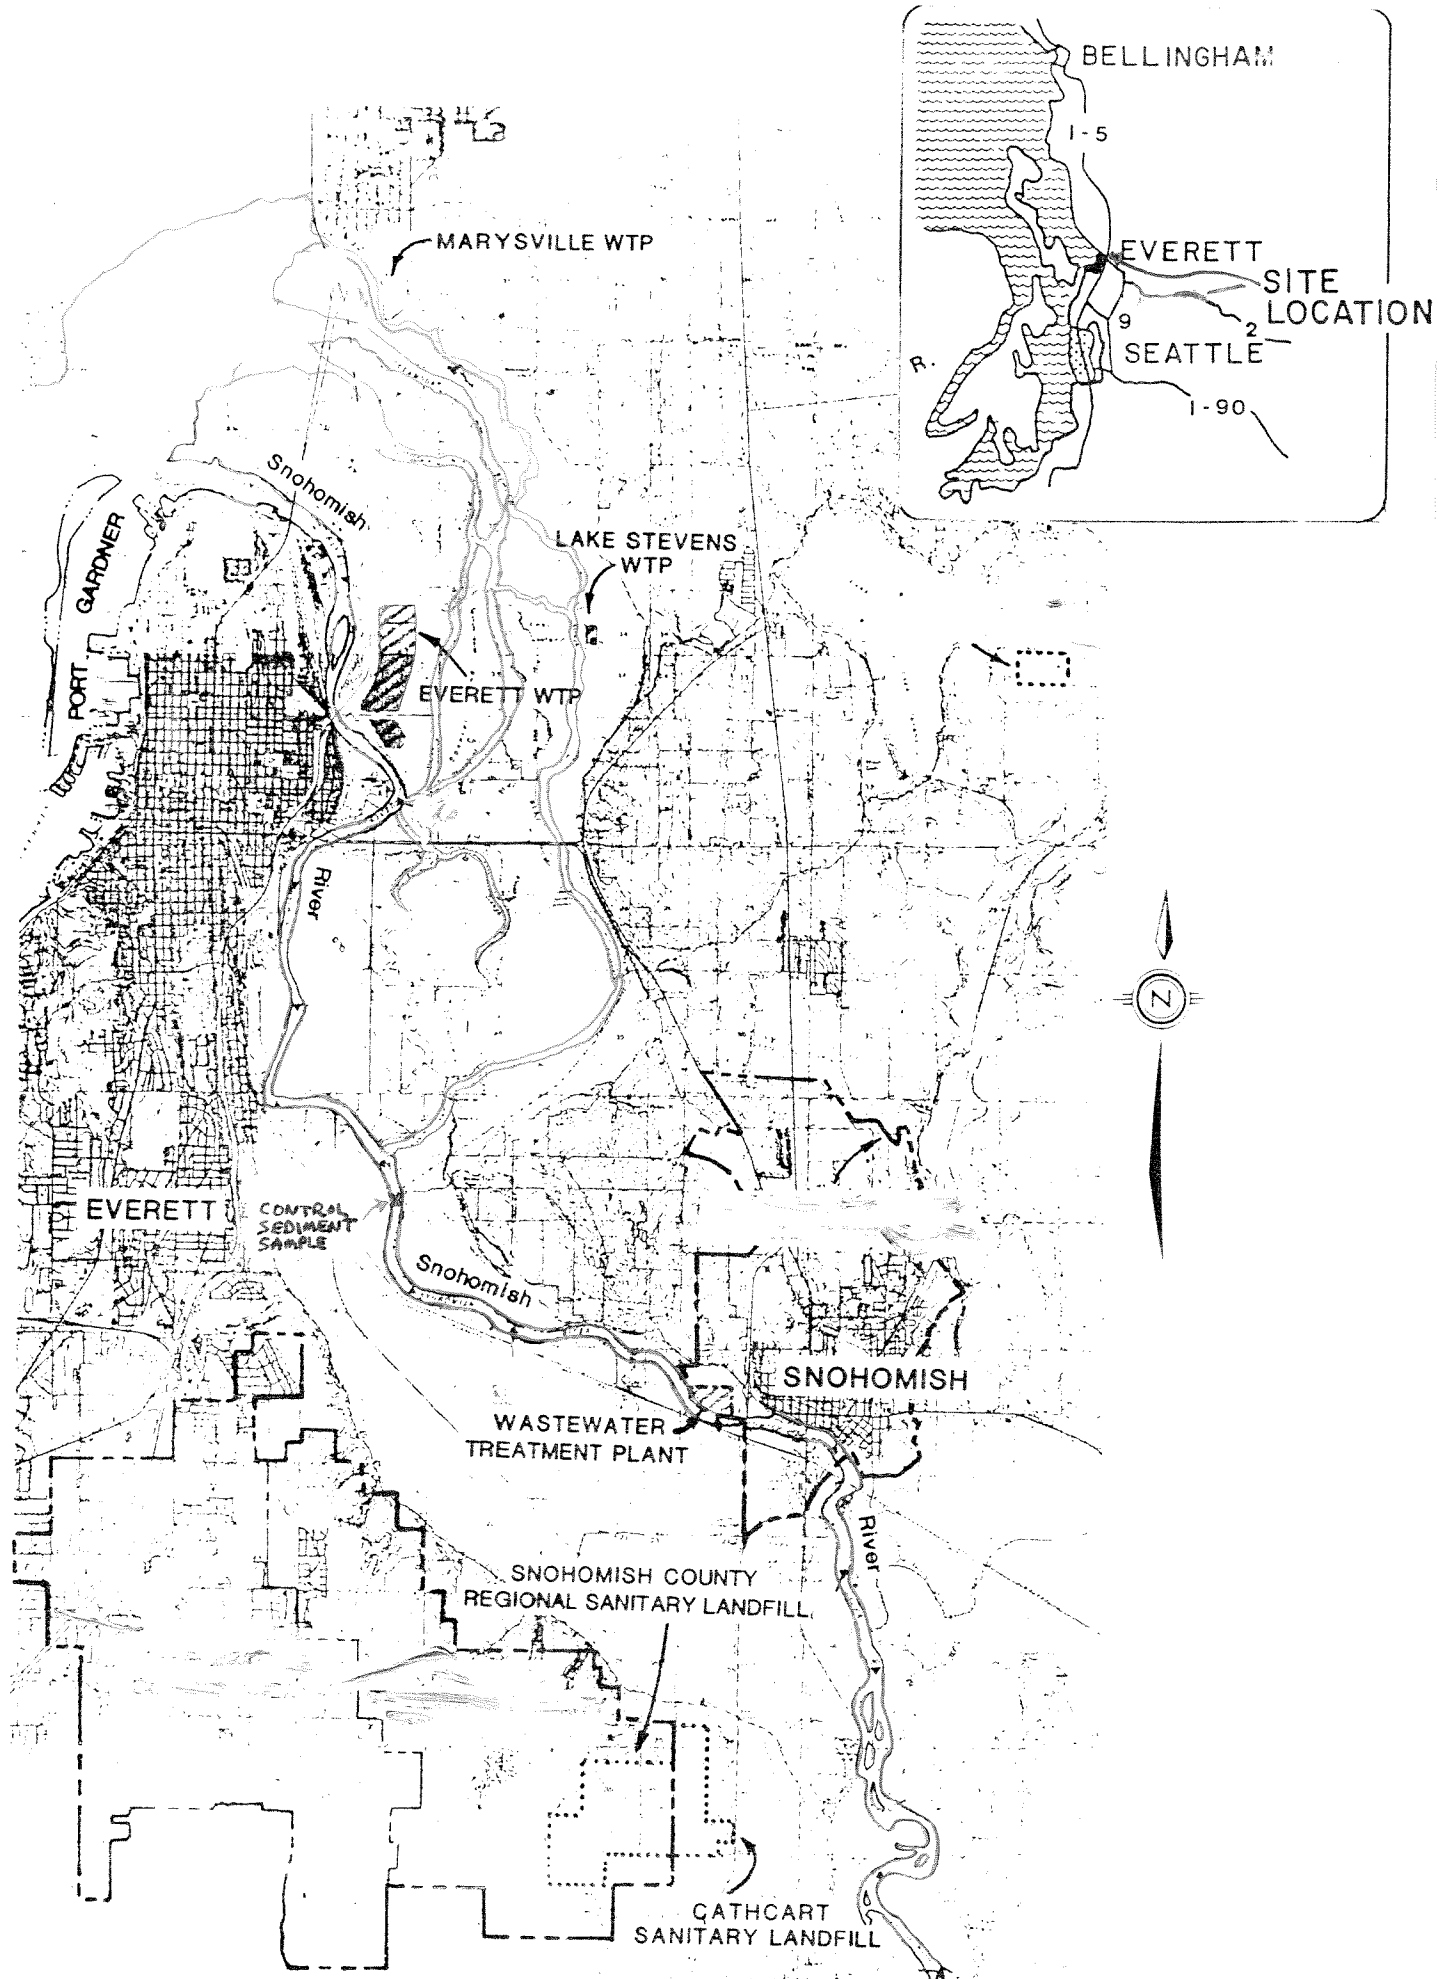 BELLINGHAM
I-5
EVERETT
SITE
LOCATION
9
2
SEATTLE
R.
I-90
MARYSVILLE WTP
Snohomish
LAKE STEVENS
WTP
PORT GARDNER
EVERETT WTP
River
N
EVERETT
CONTROL
SEDIMENT
SAMPLE
Snohomish
SNOHOMISH
WASTEWATER
TREATMENT PLANT
River
SNOHOMISH COUNTY
REGIONAL SANITARY LANDFILL
CATHCART
SANITARY LANDFILL